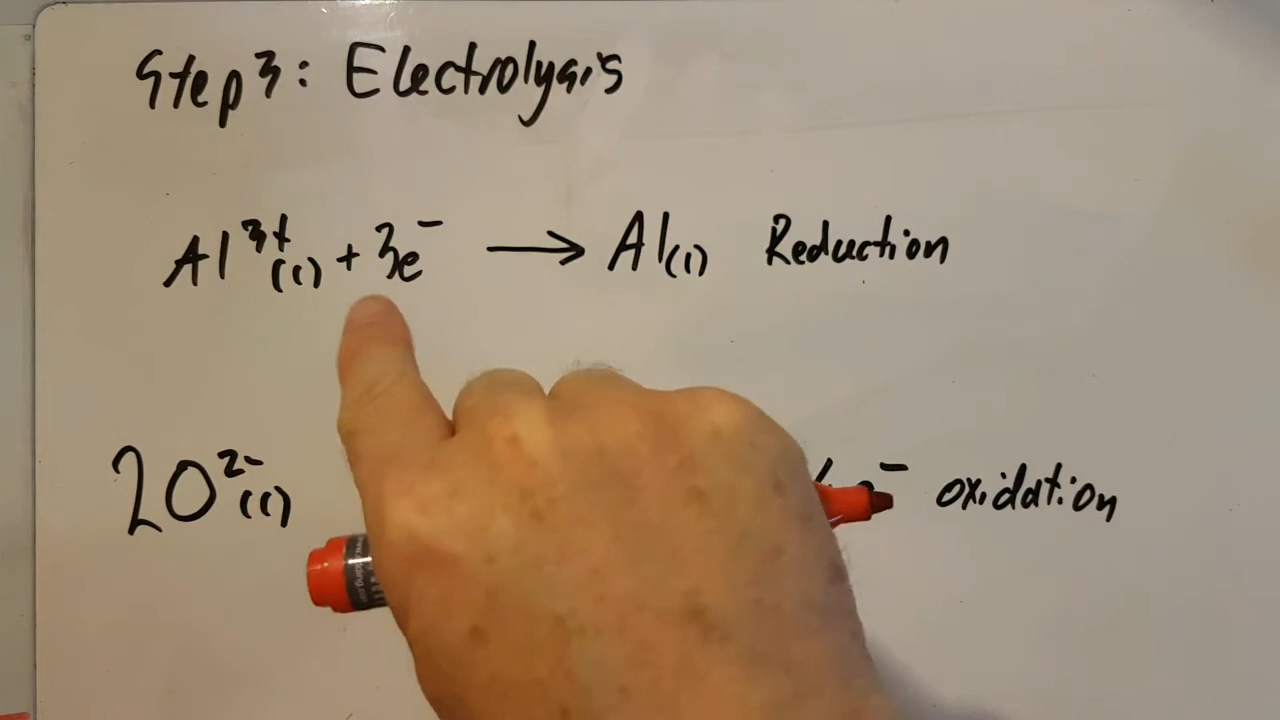 Step 3: Electrolysis
Al³⁺(l) + 3e⁻ → Al(l) Reduction
2O²⁻(l) e⁻ oxidation